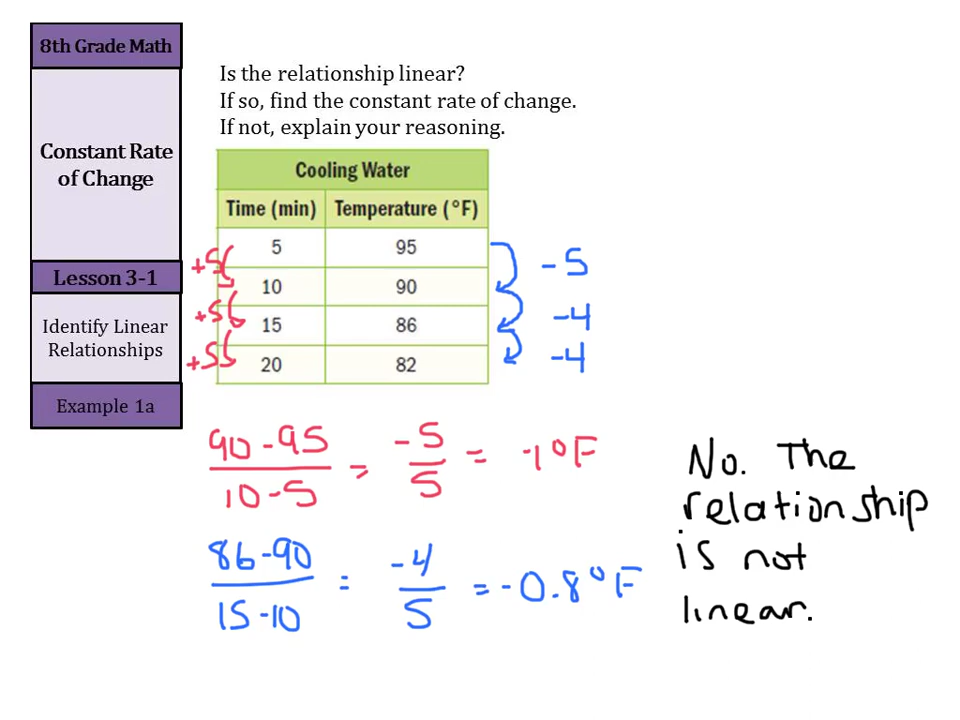 8th Grade Math
Constant Rate
of Change
Lesson 3-1
Identify Linear
Relationships
Example 1a
Is the relationship linear?
If so, find the constant rate of change.
If not, explain your reasoning.
Cooling Water
Time (min) Temperature (°F)
5 95
+5 -5
10 90
+5 -4
15 86
+5 -4
20 82
90-95 / 10-5 = -5/5 = -1°F
86-90 / 15-10 = -4/5 = -0.8°F
No. The
relationship
is not
linear.